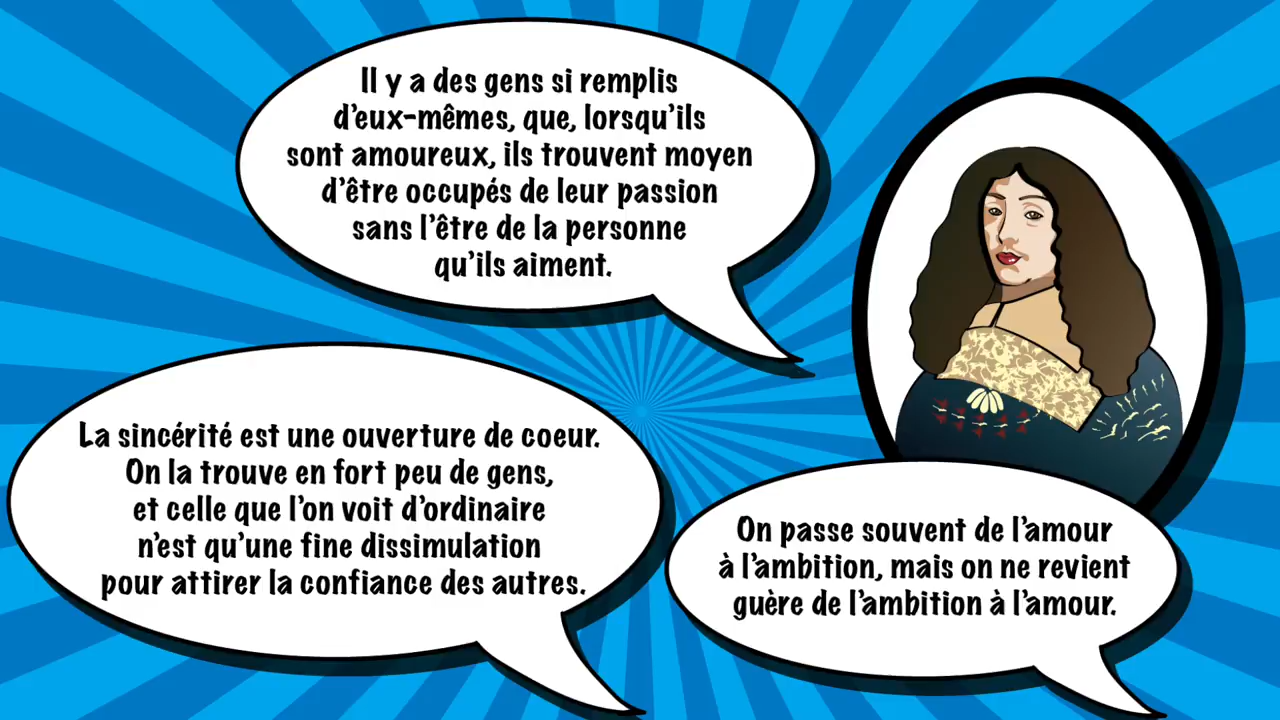 Il y a des gens si remplis
d'eux-mêmes, que, lorsqu'ils
sont amoureux, ils trouvent moyen
d'être occupés de leur passion
sans l'être de la personne
qu'ils aiment.
La sincérité est une ouverture de coeur.
On la trouve en fort peu de gens,
et celle que l'on voit d'ordinaire
n'est qu'une fine dissimulation
pour attirer la confiance des autres.
On passe souvent de l'amour
à l'ambition, mais on ne revient
guère de l'ambition à l'amour.